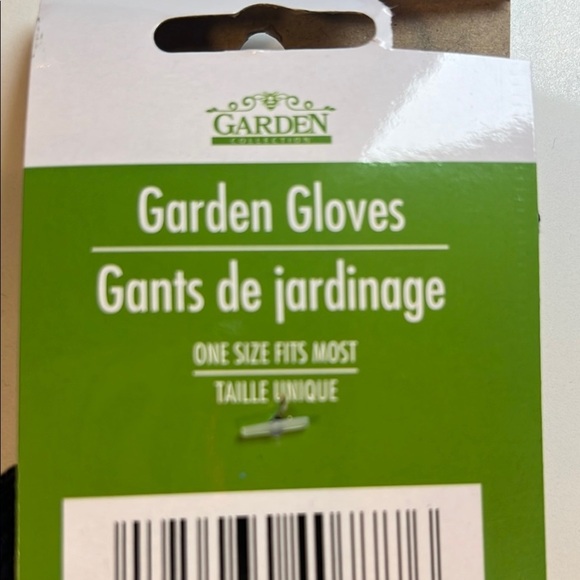 GARDEN
COLLECTION
Garden Gloves
Gants de jardinage
ONE SIZE FITS MOST
TAILLE UNIQUE